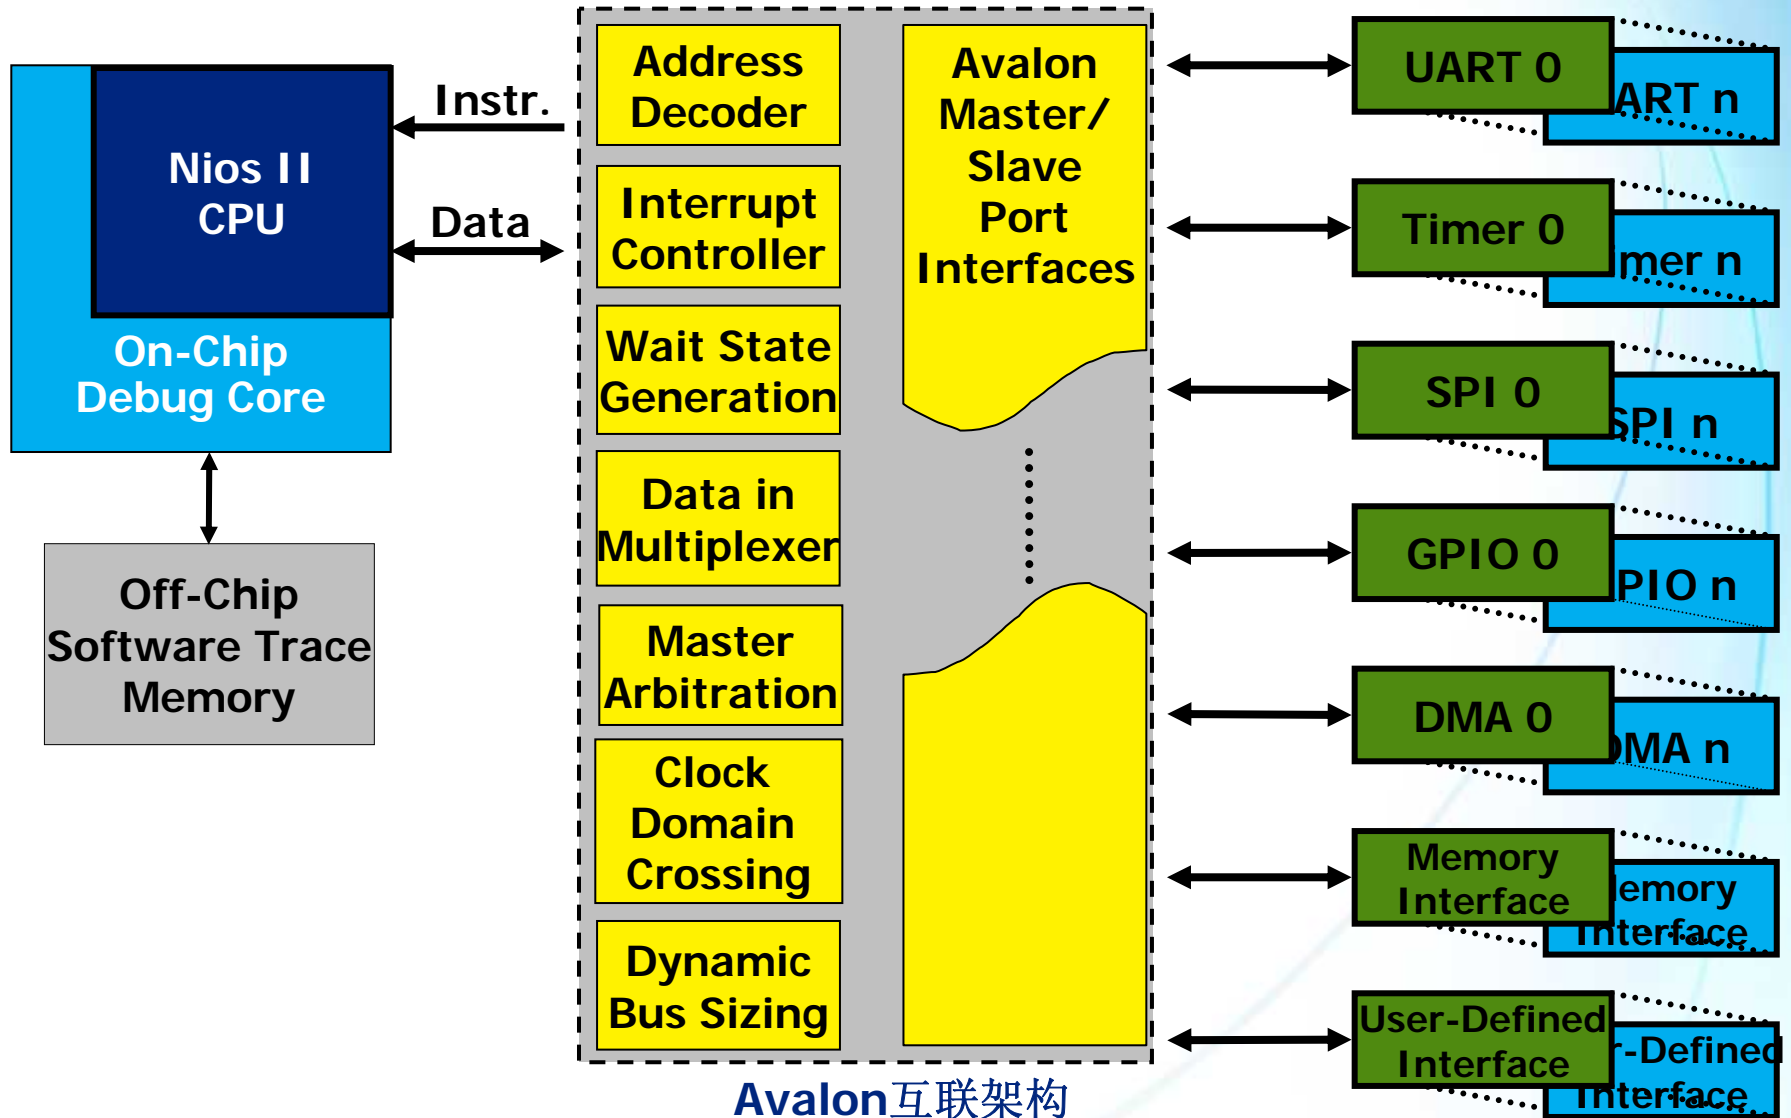 Nios II
CPU
On-Chip
Debug Core
Off-Chip
Software Trace
Memory
Instr.
Data
Address
Decoder
Interrupt
Controller
Wait State
Generation
Data in
Multiplexer
Master
Arbitration
Clock
Domain
Crossing
Dynamic
Bus Sizing
Avalon
Master/
Slave
Port
Interfaces
Avalon互联架构
UART 0
ART n
Timer 0
mer n
SPI 0
SPI n
GPIO 0
PIO n
DMA 0
DMA n
Memory
Interface
emory
Interface
User-Defined
Interface
r-Defined
Interface